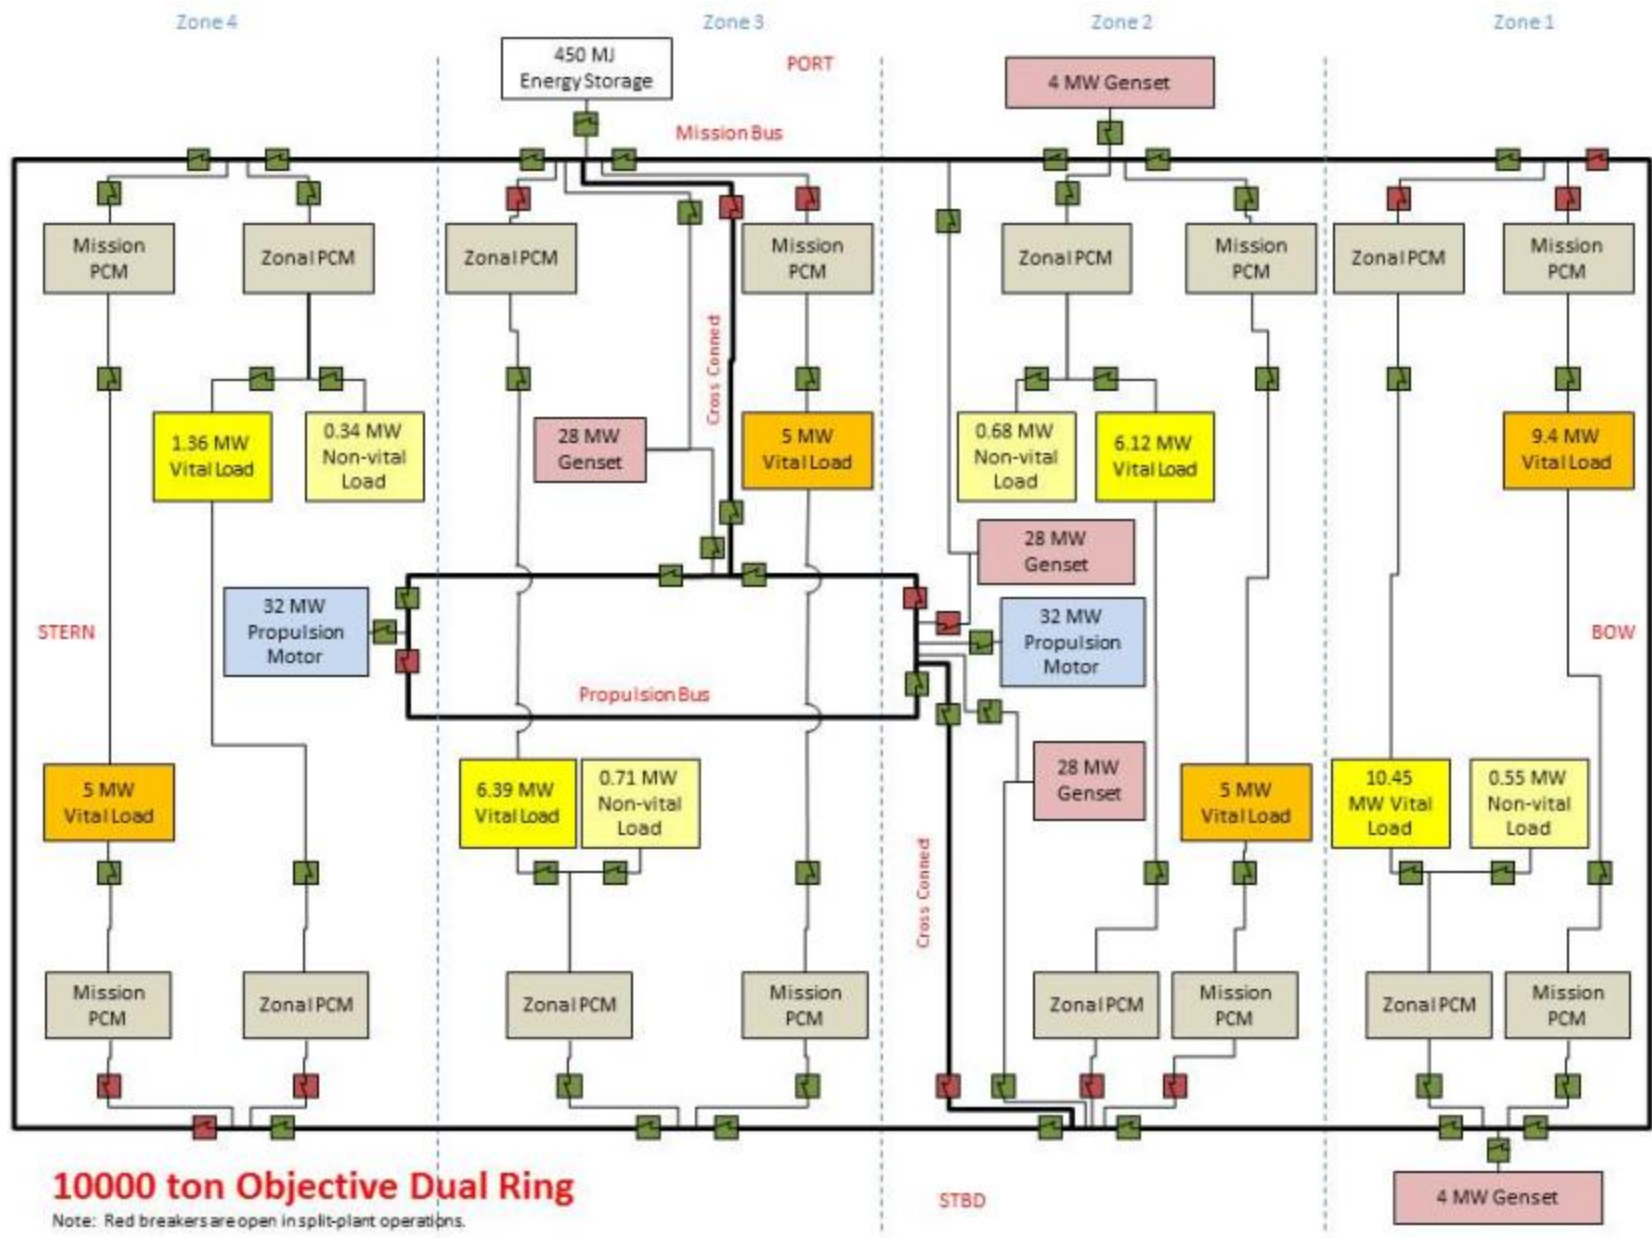 Zone 4
Zone 3
Zone 2
Zone 1
450 MJ
Energy Storage
PORT
4 MW Genset
Mission Bus
Mission
PCM
Zonal PCM
Zonal PCM
Mission
PCM
Zonal PCM
Mission
PCM
Zonal PCM
Mission
PCM
Cross Conned
1.36 MW
Vital Load
0.34 MW
Non-vital
Load
28 MW
Genset
5 MW
Vital Load
0.68 MW
Non-vital
Load
6.12 MW
Vital Load
9.4 MW
Vital Load
28 MW
Genset
STERN
32 MW
Propulsion
Motor
32 MW
Propulsion
Motor
BOW
Propulsion Bus
5 MW
Vital Load
6.39 MW
Vital Load
0.71 MW
Non-vital
Load
28 MW
Genset
5 MW
Vital Load
10.45
MW Vital
Load
0.55 MW
Non-vital
Load
Cross Conned
Mission
PCM
Zonal PCM
Zonal PCM
Mission
PCM
Zonal PCM
Mission
PCM
Zonal PCM
Mission
PCM
10000 ton Objective Dual Ring
Note: Red breakers are open in split-plant operations.
STBD
4 MW Genset